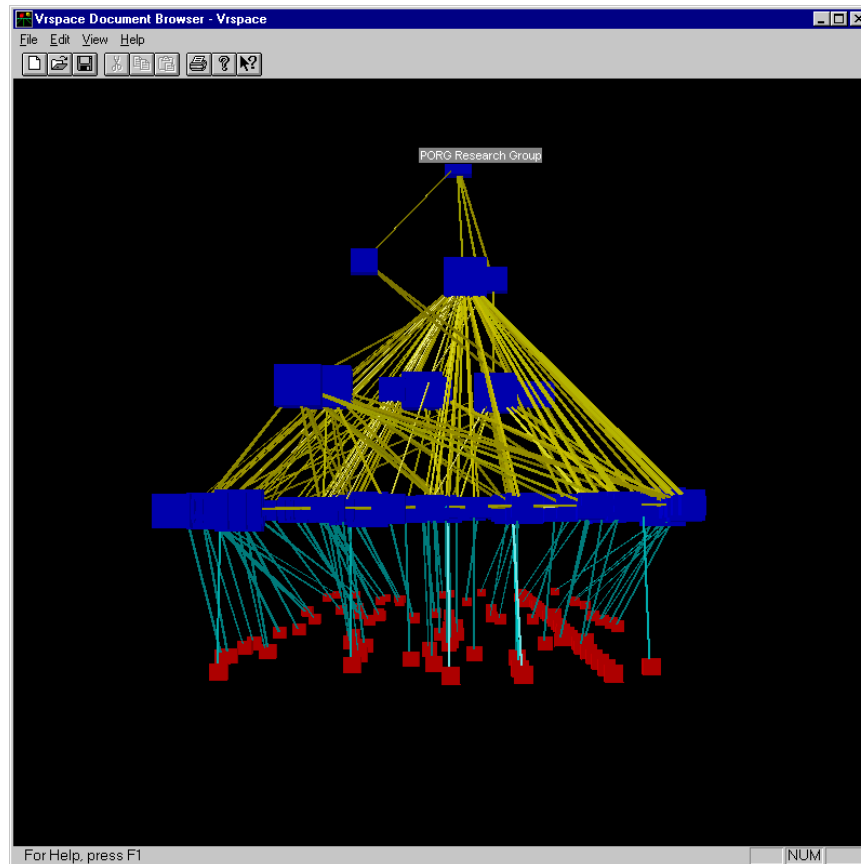 Vrspace Document Browser - Vrspace
File Edit View Help
PORG Research Group
For Help, press F1
NUM